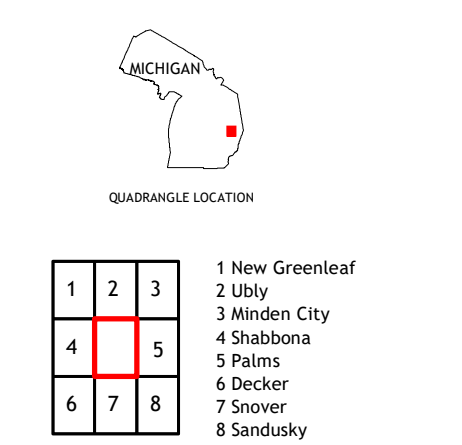 MICHIGAN
QUADRANGLE LOCATION
1 2 3
4 5
6 7 8
1 New Greenleaf
2 Ubly
3 Minden City
4 Shabbona
5 Palms
6 Decker
7 Snover
8 Sandusky